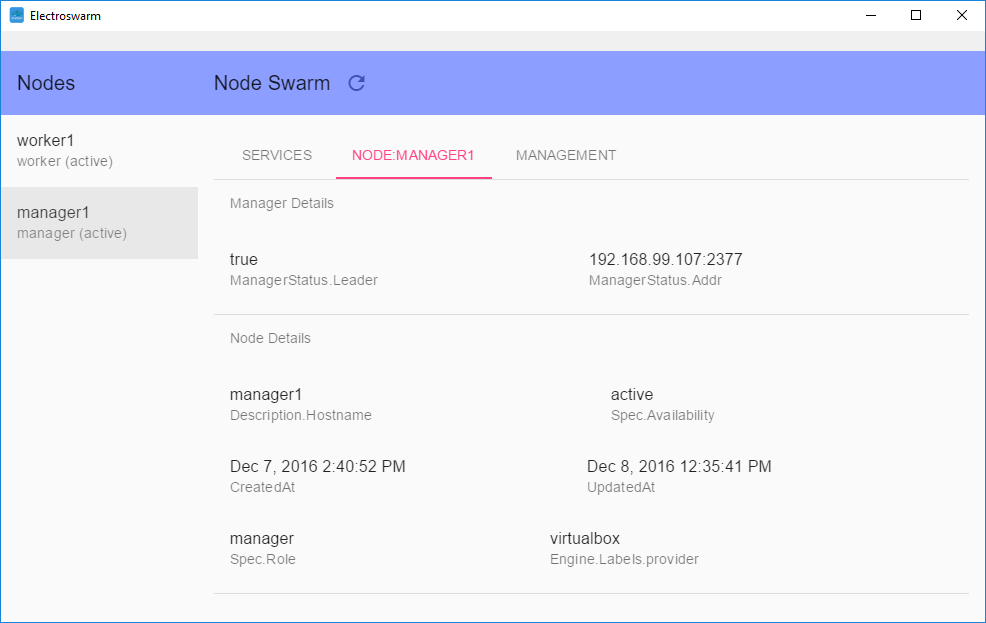 Electroswarm
Nodes
Node Swarm
worker1
worker (active)
manager1
manager (active)
SERVICES
NODE:MANAGER1
MANAGEMENT
Manager Details
true
ManagerStatus.Leader
192.168.99.107:2377
ManagerStatus.Addr
Node Details
manager1
Description.Hostname
active
Spec.Availability
Dec 7, 2016 2:40:52 PM
CreatedAt
Dec 8, 2016 12:35:41 PM
UpdatedAt
manager
Spec.Role
virtualbox
Engine.Labels.provider